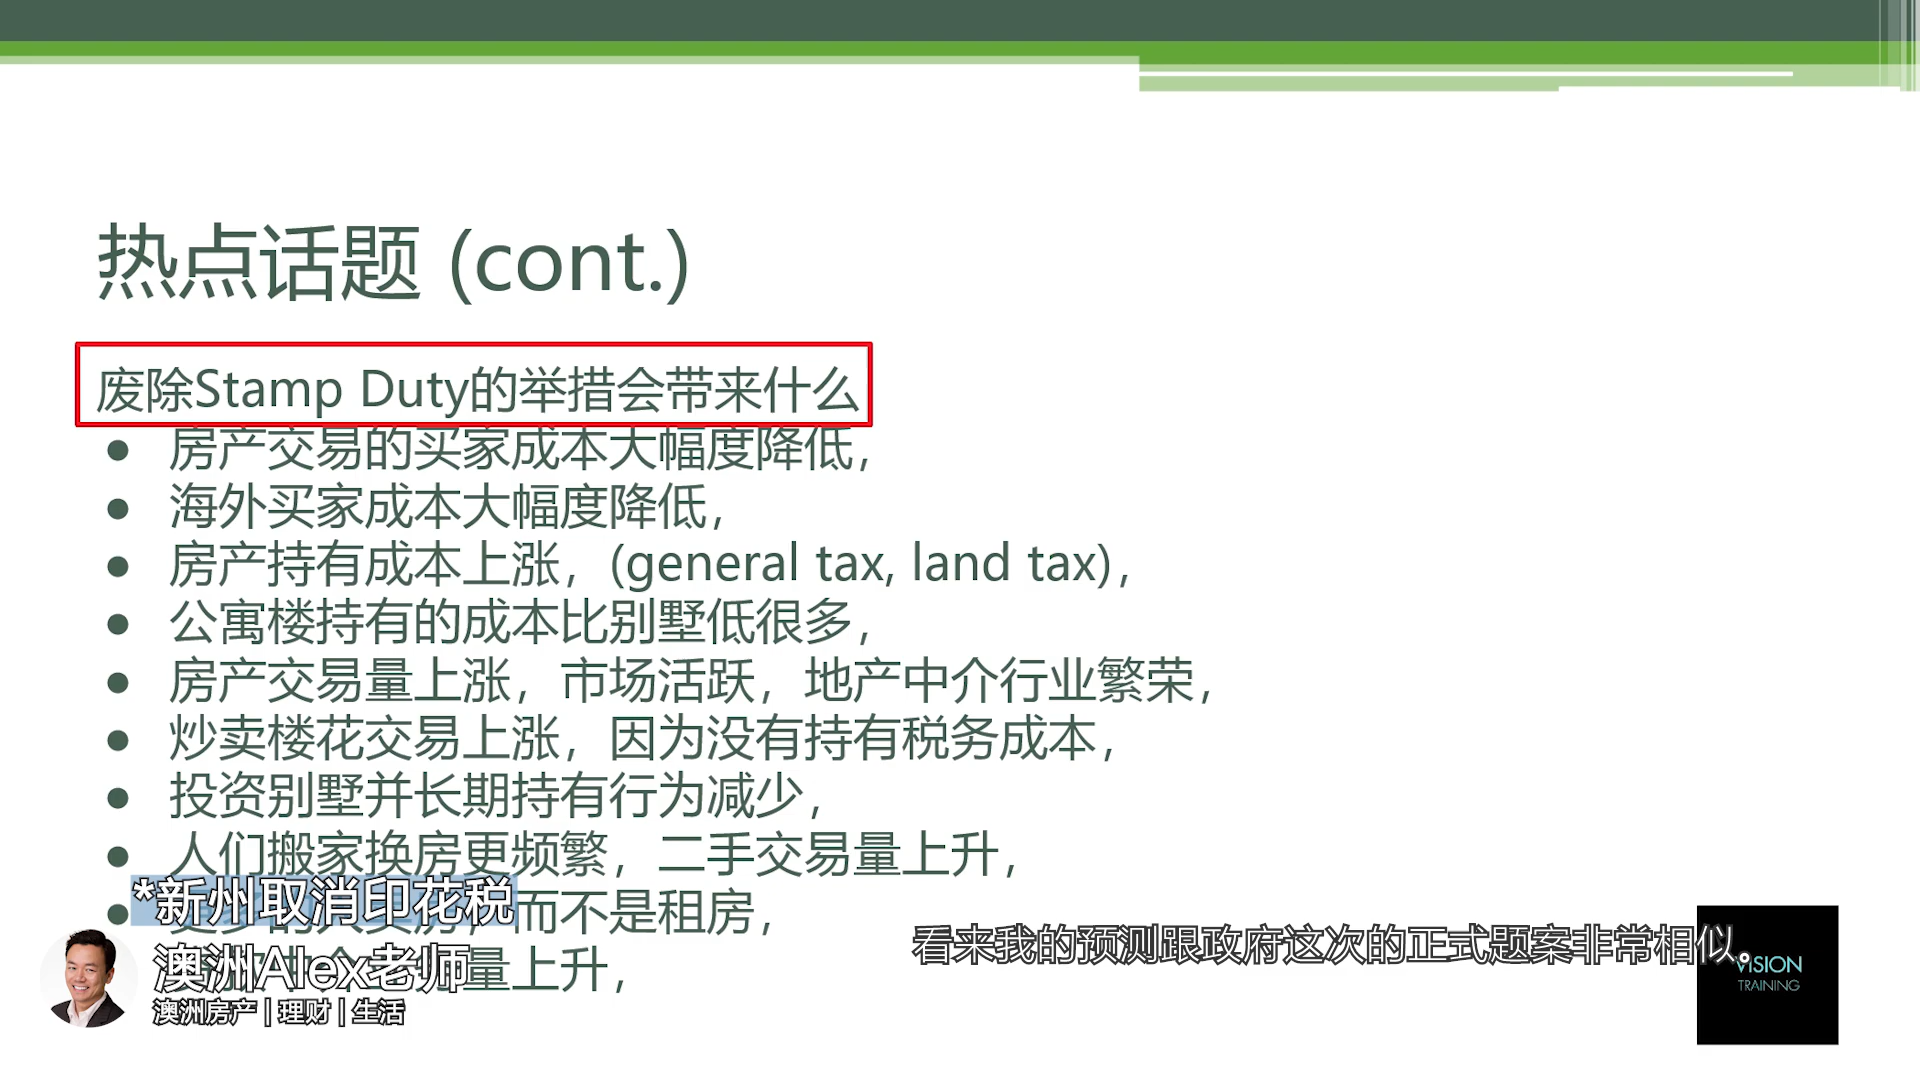 热点话题 (cont.)
废除Stamp Duty的举措会带来什么
房产交易的买家成本大幅度降低，
海外买家成本大幅度降低，
房产持有成本上涨，(general tax, land tax)，
公寓楼持有的成本比别墅低很多，
房产交易量上涨，市场活跃，地产中介行业繁荣，
炒卖楼花交易上涨，因为没有持有税务成本，
投资别墅并长期持有行为减少，
人们搬家换房更频繁，二手交易量上升，
而不是租房，
量上升，
*新州取消印花税
澳洲Alex老师
澳洲房产 | 理财 | 生活
看来我的预测跟政府这次的正式题案非常相似。
VISION
TRAINING